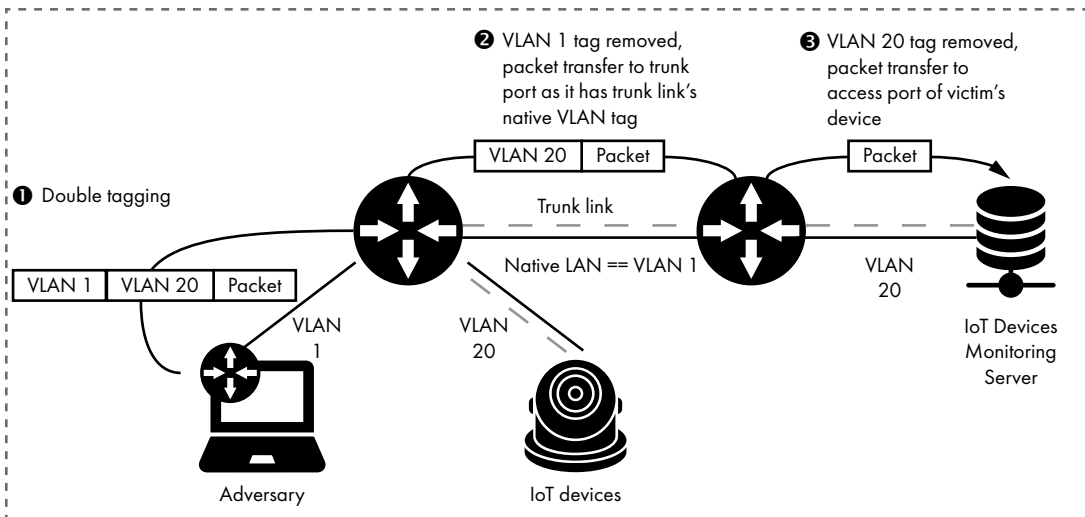 ❷ VLAN 1 tag removed,
packet transfer to trunk
port as it has trunk link's
native VLAN tag
❸ VLAN 20 tag removed,
packet transfer to
access port of victim's
device
VLAN 20 Packet
Packet
❶ Double tagging
Trunk link
Native LAN == VLAN 1
VLAN
20
VLAN 1 VLAN 20 Packet
VLAN
1
VLAN
20
IoT Devices
Monitoring
Server
Adversary
IoT devices